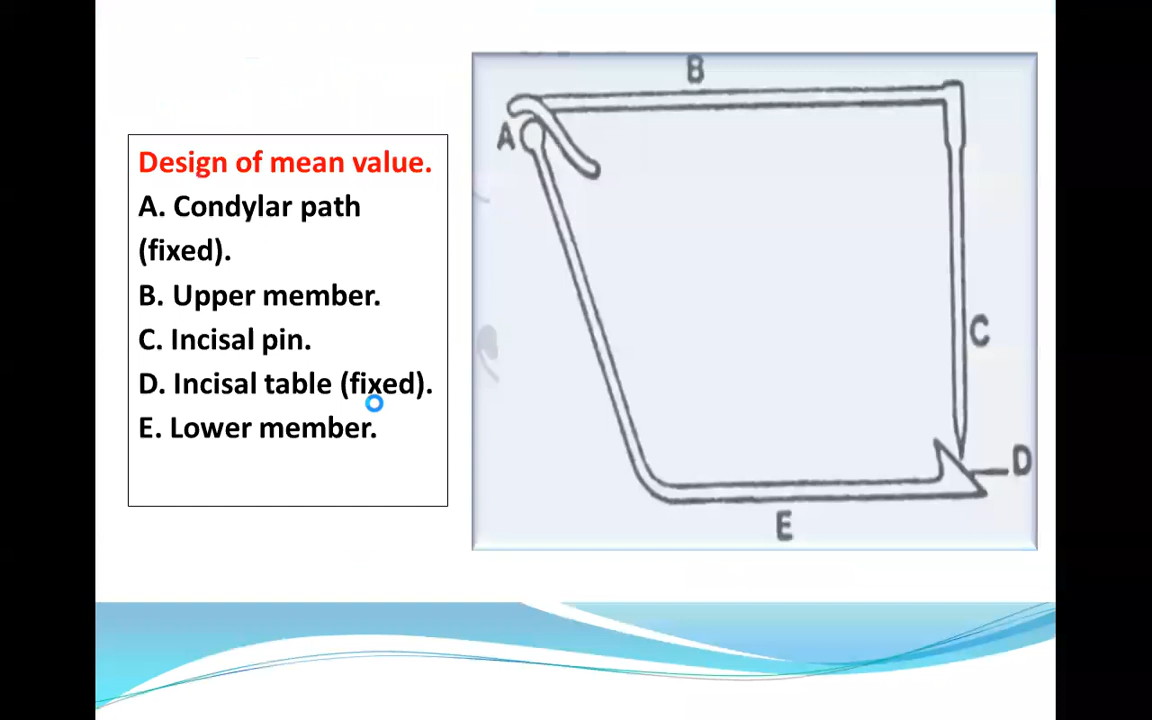 Design of mean value.
A. Condylar path
(fixed).
B. Upper member.
C. Incisal pin.
D. Incisal table (fixed).
E. Lower member.
B
A
C
D
E